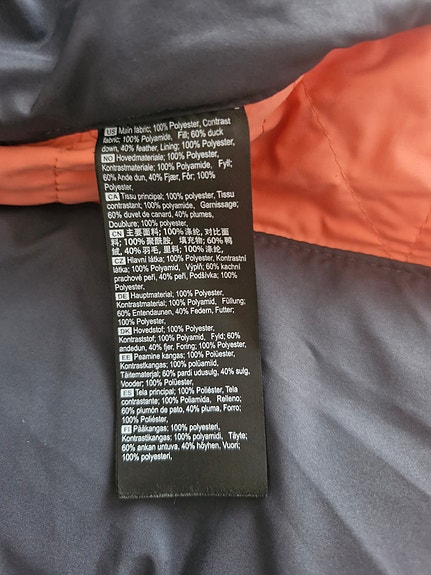 US Main fabric; 100% Polyester, Contrast
fabric; 100% Polyamide, Fill; 60% duck
down, 40% feather, Lining; 100% Polyester,
NO Hovedmateriale; 100% Polyester,
Kontrastmateriale; 100% Polyamid, Fyll;
60% Ande dun, 40% Fjær, Fôr; 100%
Polyester,
CA Tissu principal; 100% Polyester, Tissu
contrastant; 100% polyamide, Garnissage;
60% duvet de canard, 40% plumes,
Doublure; 100% polyester,
CN 主要面料; 100% 涤纶, 对比面
料; 100% 聚酰胺, 填充物; 60% 鸭
绒, 40% 羽毛, 里料; 100% 涤纶,
CZ Hlavní látka; 100% Polyester, Kontrastní
látka; 100% Polyamid, Výplň; 60% kachní
prachové peří, 40% peří, Podšívka; 100%
Polyester,
DE Hauptmaterial; 100% Polyester,
Kontrastmaterial; 100% Polyamid, Füllung;
60% Entendaunen, 40% Federn, Futter;
100% Polyester,
DK Hovedstof; 100% Polyester,
Kontraststof; 100% Polyamid, Fyld; 60%
andedun, 40% fjer, Foring; 100% Polyester,
EE Peamine kangas; 100% Polüester,
Kontrastkangas; 100% polüamiid,
Täitematerjal; 60% pardi udusulg, 40% sulg,
Vooder; 100% Polüester,
ES Tela principal; 100% Poliéster, Tela
contrastante; 100% Poliamida, Relleno;
60% plumón de pato, 40% pluma, Forro;
100% Poliéster,
FI Pääkangas; 100% polyesteri,
Kontrastikangas; 100% polyamidi, Täyte;
60% ankan untuva, 40% höyhen, Vuori;
100% polyesteri,